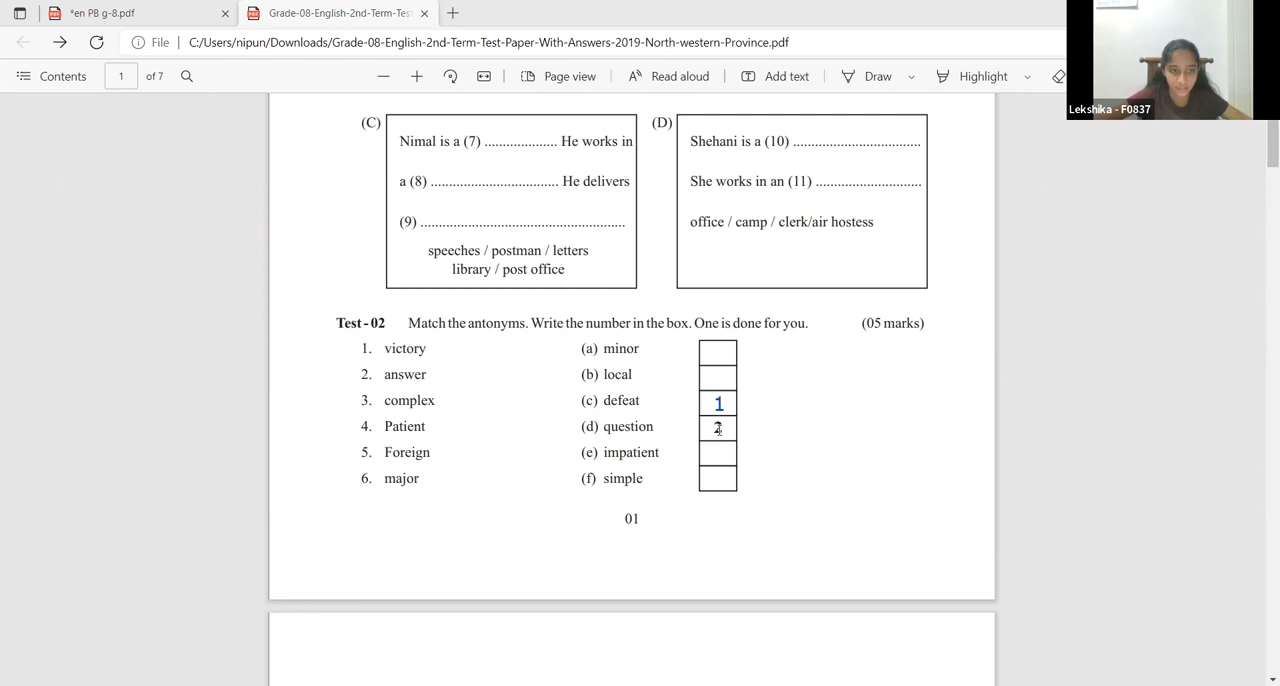 *en PB g-8.pdf
Grade-08-English-2nd-Term-Test
File C:/Users/nipun/Downloads/Grade-08-English-2nd-Term-Test-Paper-With-Answers-2019-North-western-Province.pdf
Contents 1 of 7 Page view Read aloud Add text Draw Highlight
Lekshika - F0837
(C)
Nimal is a (7) .................... He works in
a (8) .................................. He delivers
(9) .......................................................
speeches / postman / letters
library / post office
(D)
Shehani is a (10) ..................................
She works in an (11) ............................
office / camp / clerk/air hostess
Test - 02 Match the antonyms. Write the number in the box. One is done for you. (05 marks)
1. victory (a) minor
2. answer (b) local
3. complex (c) defeat 1
4. Patient (d) question 2
5. Foreign (e) impatient
6. major (f) simple
01